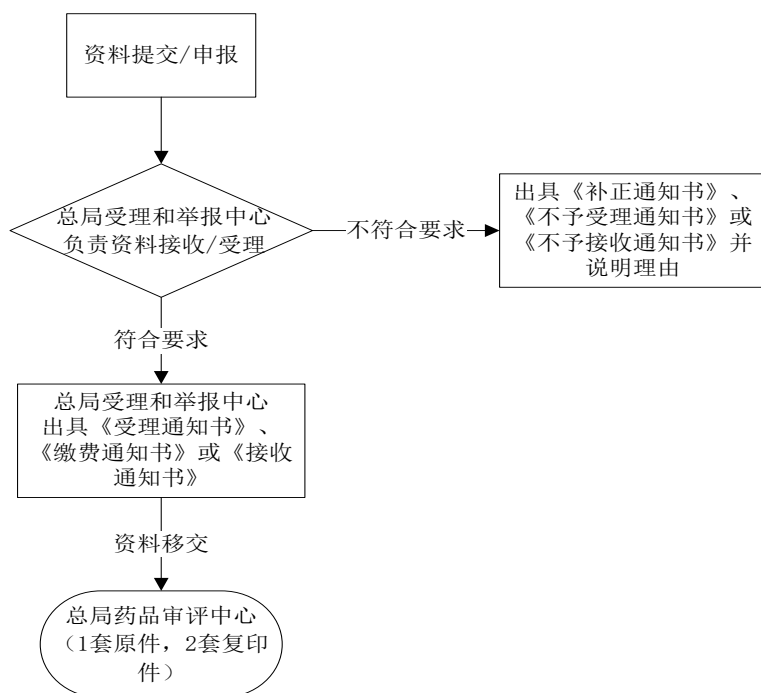 资料提交/申报
总局受理和举报中心
负责资料接收/受理
不符合要求
出具《补正通知书》、
《不予受理通知书》或
《不予接收通知书》并
说明理由
符合要求
总局受理和举报中心
出具《受理通知书》、
《缴费通知书》或《接收
通知书》
资料移交
总局药品审评中心
（1套原件，2套复印
件）